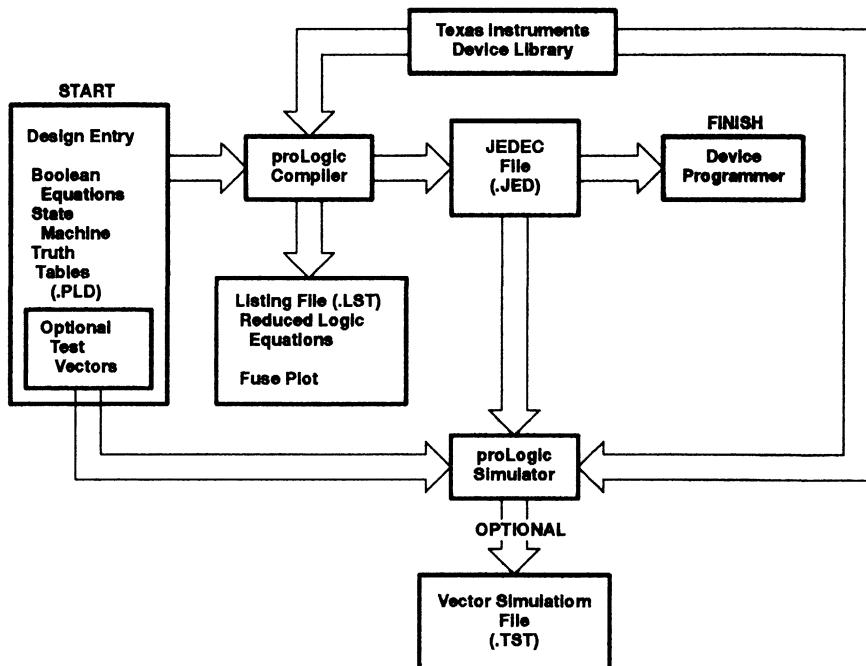 Texas Instruments
Device Library
START
Design Entry
Boolean
Equations
State
Machine
Truth
Tables
(.PLD)
Optional
Test
Vectors
proLogic
Compiler
JEDEC
File
(.JED)
FINISH
Device
Programmer
Listing File (.LST)
Reduced Logic
Equations
Fuse Plot
proLogic
Simulator
OPTIONAL
Vector Simulatiom
File
(.TST)